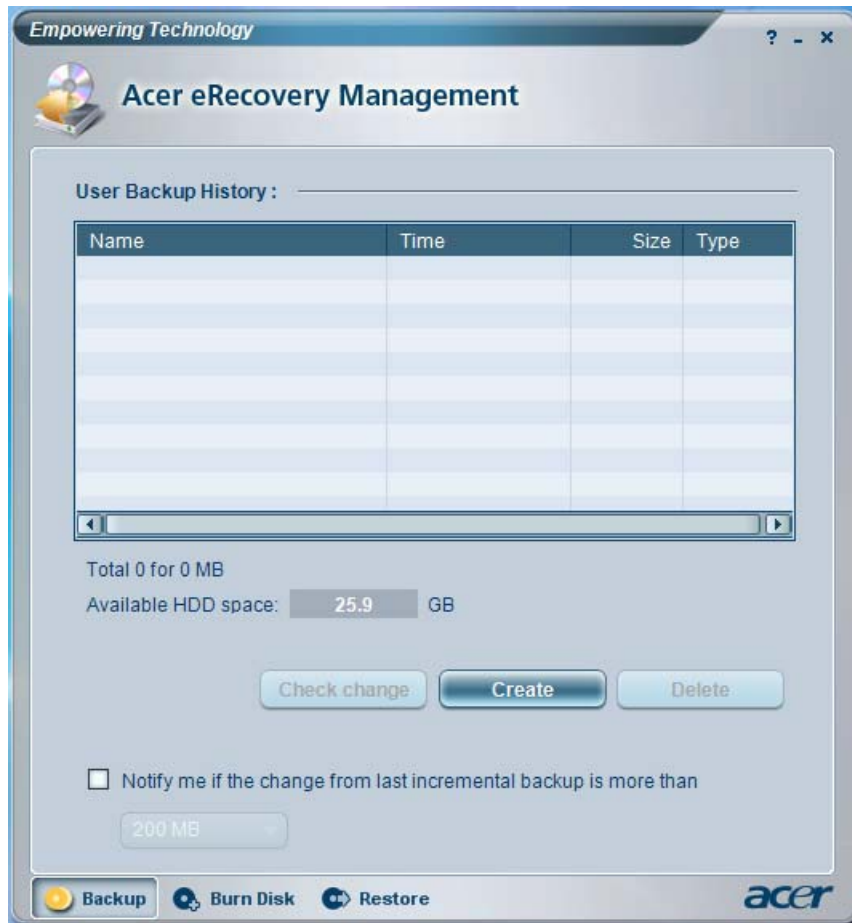 Empowering Technology
? - x
Acer eRecovery Management
User Backup History :
Name Time Size Type
Total 0 for 0 MB
Available HDD space: 25.9 GB
Check change Create Delete
Notify me if the change from last incremental backup is more than
200 MB
Backup Burn Disk Restore acer